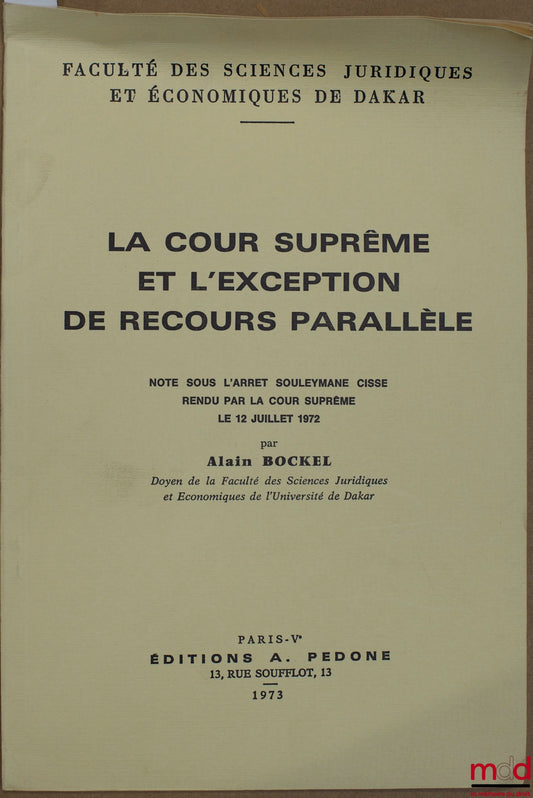 FACULTÉ DES SCIENCES JURIDIQUES
ET ÉCONOMIQUES DE DAKAR
LA COUR SUPRÊME
ET L'EXCEPTION
DE RECOURS PARALLÈLE
NOTE SOUS L'ARRET SOULEYMANE CISSE
RENDU PAR LA COUR SUPRÊME
LE 12 JUILLET 1972
par
Alain BOCKEL
Doyen de la Faculté des Sciences Juridiques
et Economiques de l'Université de Dakar
PARIS-Vᵉ
ÉDITIONS A. PEDONE
13, RUE SOUFFLOT, 13
1973
mdd